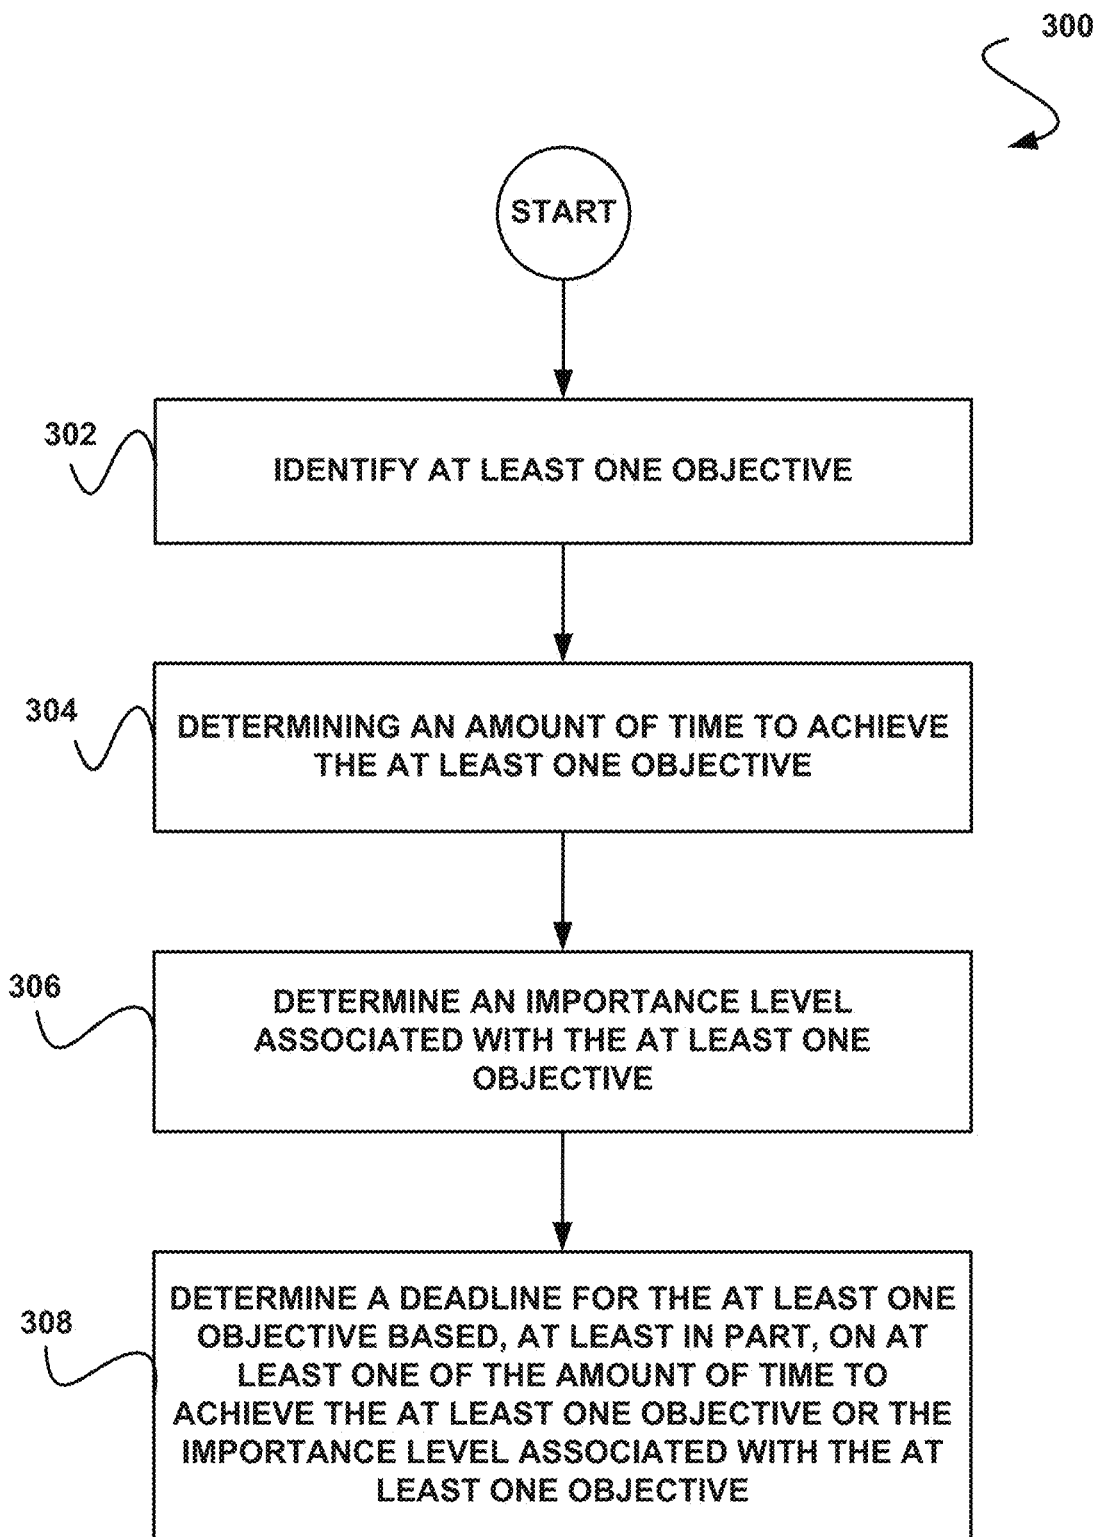 300
START
302
IDENTIFY AT LEAST ONE OBJECTIVE
304
DETERMINING AN AMOUNT OF TIME TO ACHIEVE
THE AT LEAST ONE OBJECTIVE
306
DETERMINE AN IMPORTANCE LEVEL
ASSOCIATED WITH THE AT LEAST ONE
OBJECTIVE
308
DETERMINE A DEADLINE FOR THE AT LEAST ONE
OBJECTIVE BASED, AT LEAST IN PART, ON AT
LEAST ONE OF THE AMOUNT OF TIME TO
ACHIEVE THE AT LEAST ONE OBJECTIVE OR THE
IMPORTANCE LEVEL ASSOCIATED WITH THE AT
LEAST ONE OBJECTIVE